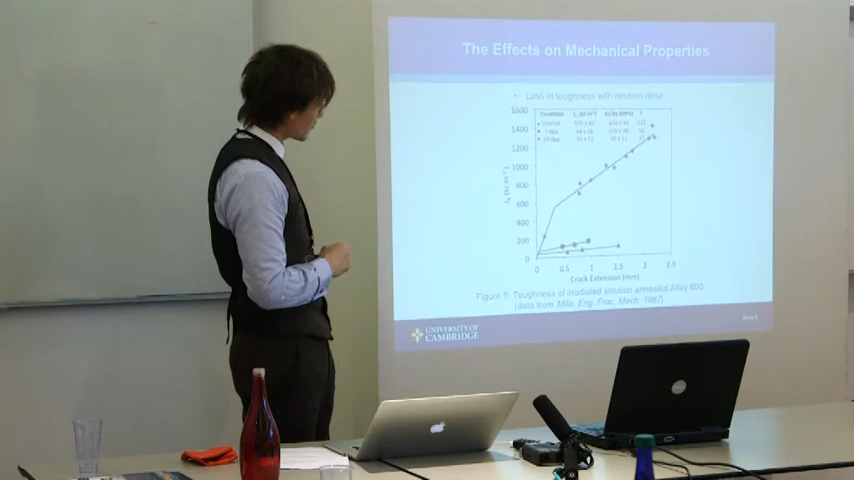 The Effects on Mechanical Properties
• Loss in toughness with neutron dose
1600
1400
1200
1000
800
600
400
200
0
0 0.5 1 1.5 2 2.5
Crack Extension (mm)
Condition
Figure 5: Toughness of irradiated solution annealed Alloy 600
(data from Mills, Eng. Frac. Mech. 1987)
UNIVERSITY OF
CAMBRIDGE